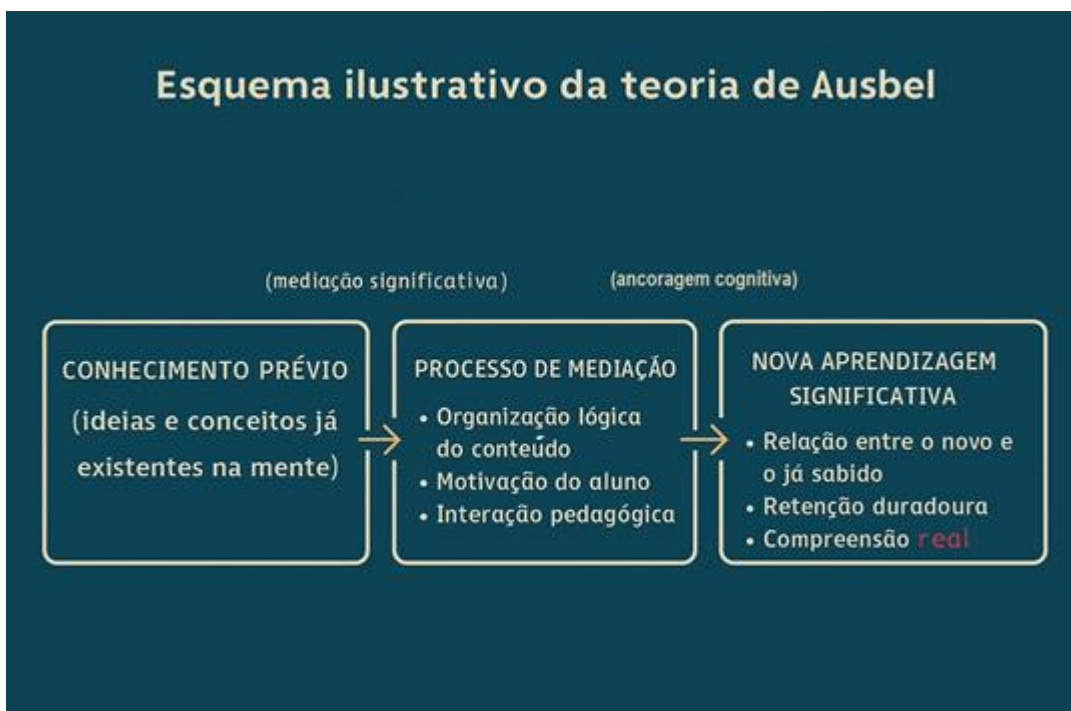 Esquema ilustrativo da teoria de Ausbel
(mediação significativa)
(ancoragem cognitiva)
CONHECIMENTO PRÉVIO
(ideias e conceitos já
existentes na mente)
PROCESSO DE MEDIAÇÃO
• Organização lógica
do conteúdo
• Motivação do aluno
• Interação pedagógica
NOVA APRENDIZAGEM
SIGNIFICATIVA
• Relação entre o novo e
o já sabido
• Retenção duradoura
• Compreensão real